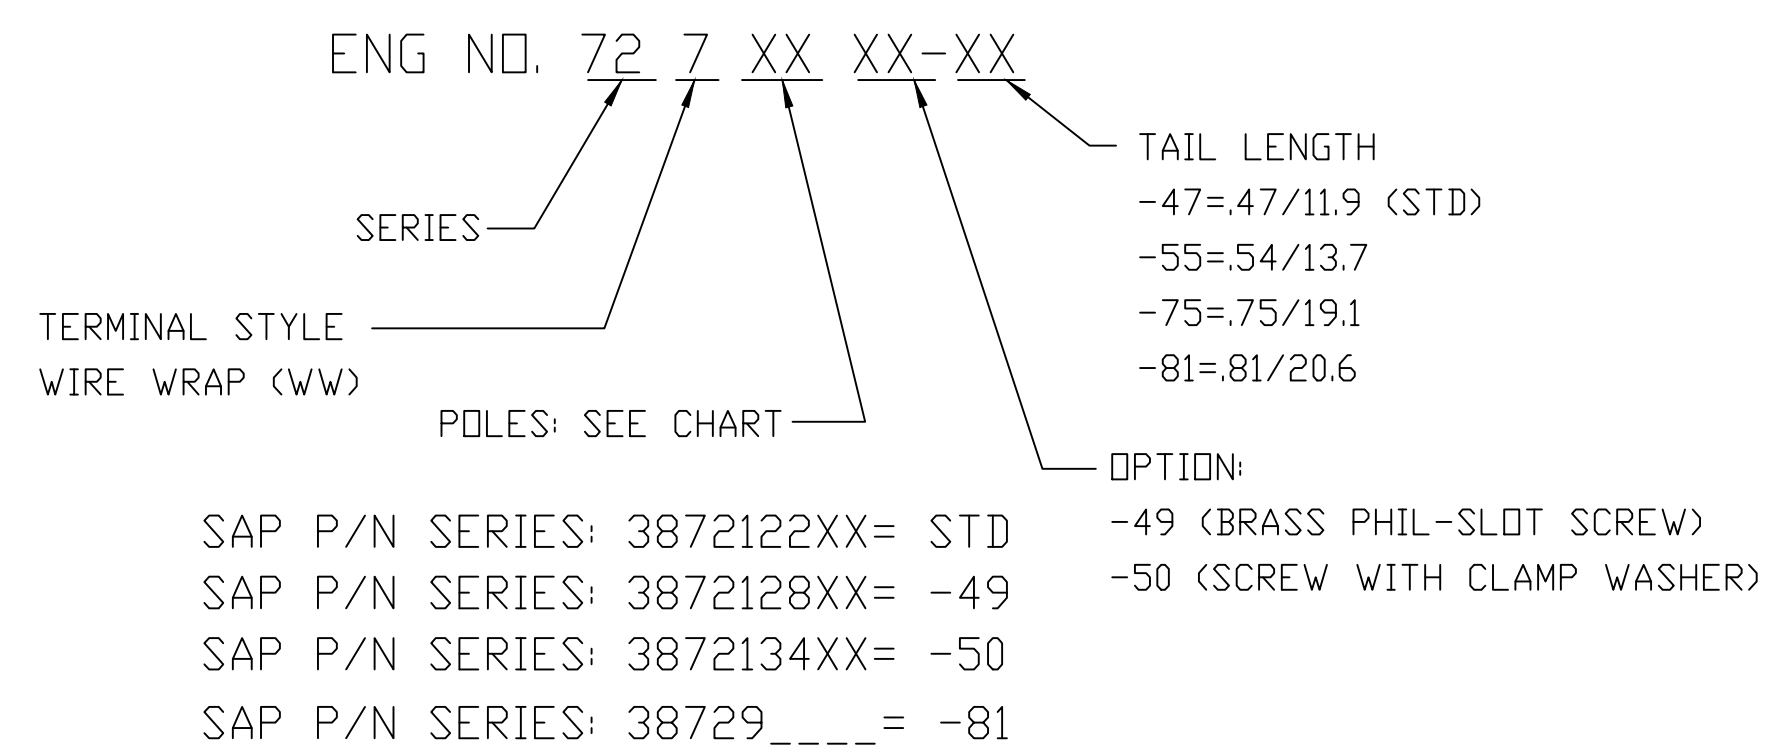 ENG NO. 72 7 XX XX-XX
TAIL LENGTH
-47=.47/11.9 (STD)
-55=.54/13.7
-75=.75/19.1
-81=.81/20.6
SERIES
TERMINAL STYLE
WIRE WRAP (WW)
POLES: SEE CHART
OPTION:
-49 (BRASS PHIL-SLOT SCREW)
-50 (SCREW WITH CLAMP WASHER)
SAP P/N SERIES: 3872122XX= STD
SAP P/N SERIES: 3872128XX= -49
SAP P/N SERIES: 3872134XX= -50
SAP P/N SERIES: 38729____= -81